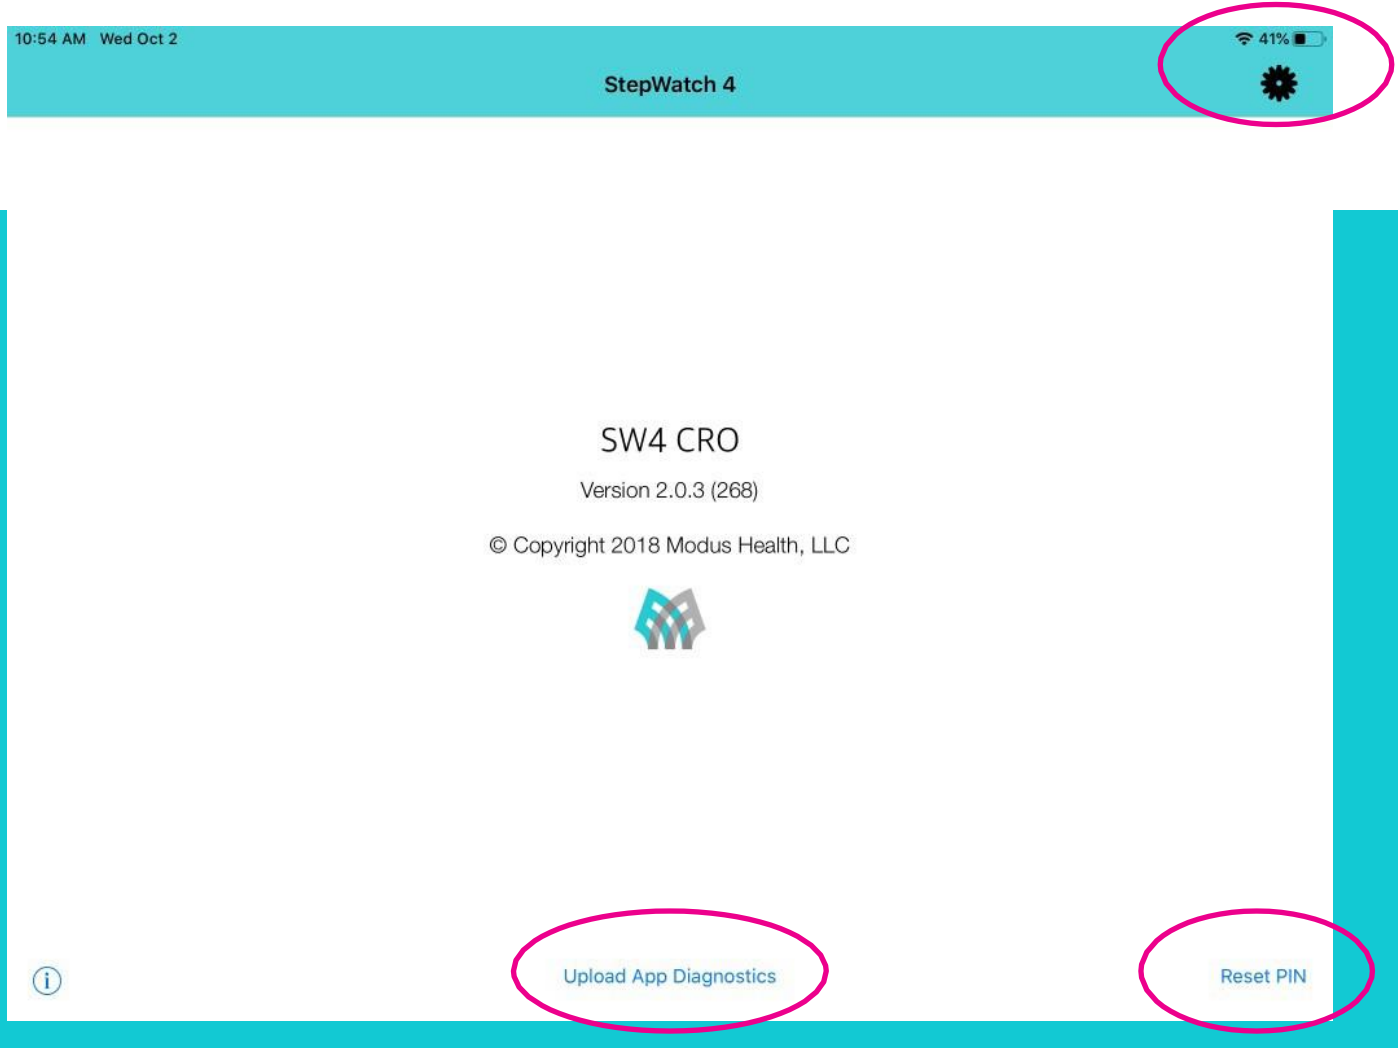 10:54 AM Wed Oct 2
41%
StepWatch 4
SW4 CRO
Version 2.0.3 (268)
© Copyright 2018 Modus Health, LLC
Upload App Diagnostics
Reset PIN